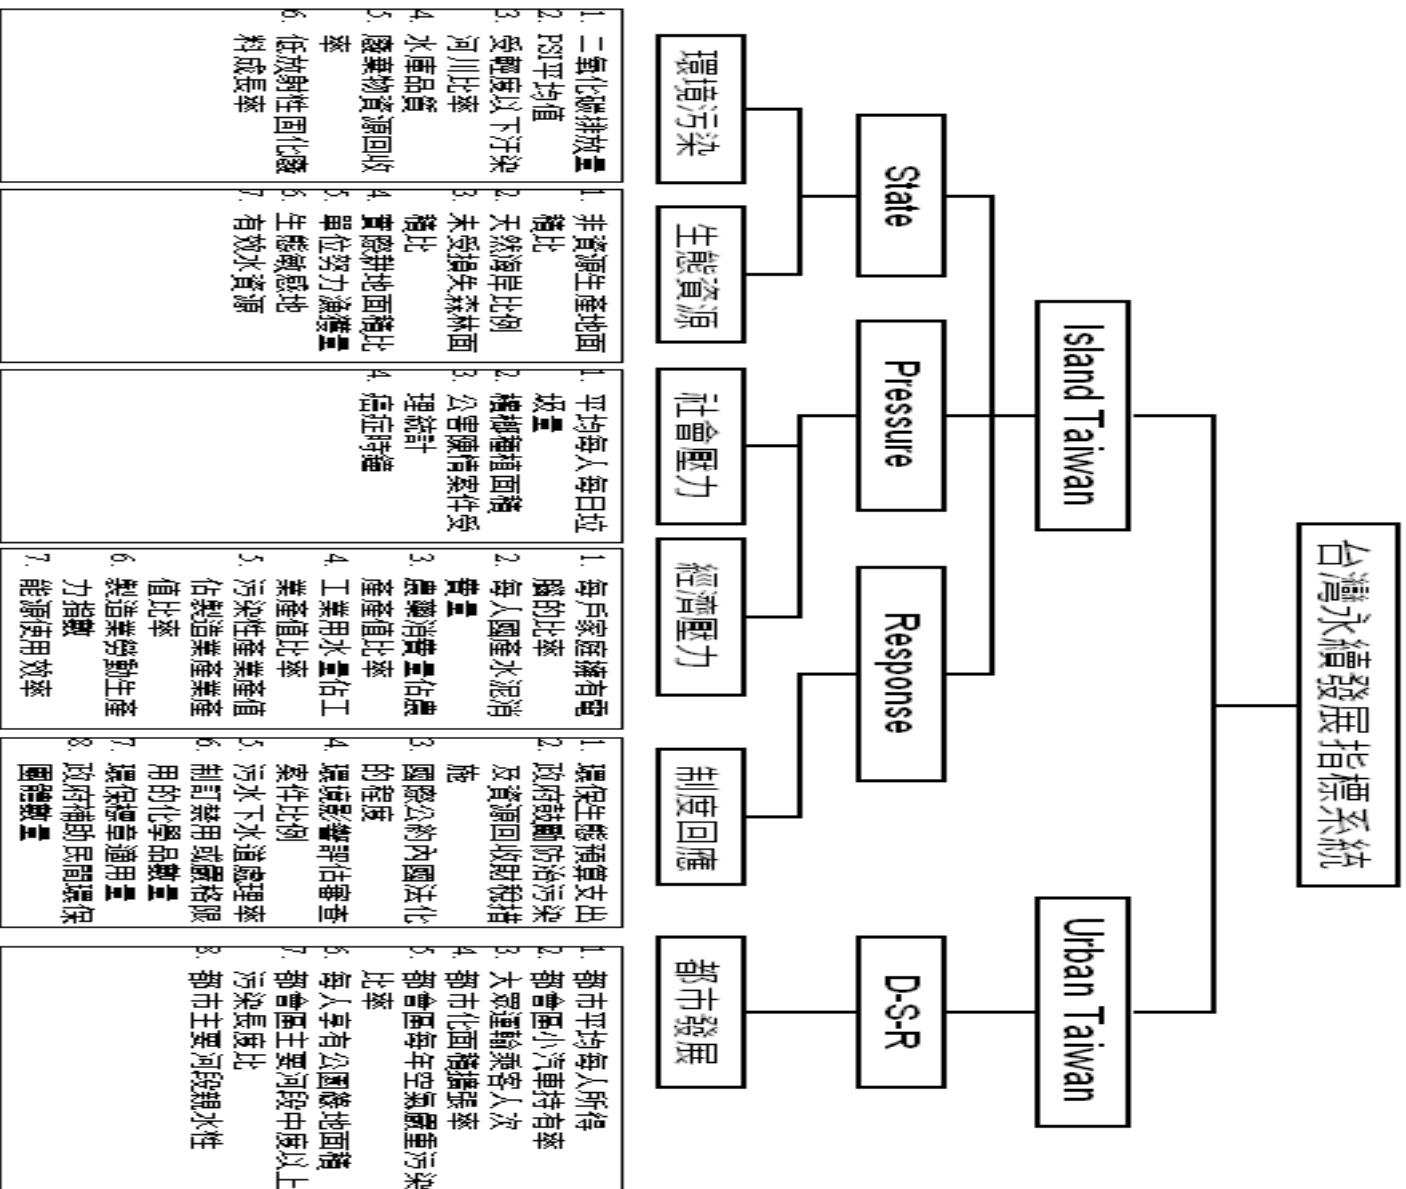 台灣永續發展指標系統
Island Taiwan
Urban Taiwan
State
Pressure
Response
D-S-R
環境污染
生態資源
社會壓力
經濟壓力
制度回應
都市發展
1. 二氧化碳排放量
2. PSI平均值
3. 受輕度以下汙染
河川比率
4. 水庫品質
5. 廢棄物資源回收
率
6. 低放射性固化廢
料成長率
1. 非資源生產地面
積比
2. 天然海岸比例
3. 未受損失森林面
積比
4. 實際耕地面積比
5. 單位努力漁獲量
6. 生態敏感地
7. 有效水資源
1. 平均每人每日垃
圾量
2. 檳榔種植面積
3. 公害陳情案件受
理統計
4. 癌症時鐘
1. 每戶家庭擁有電
腦的比率
2. 每人國產水泥消
費量
3. 農藥消費量佔農
產產值比率
4. 工業用水量佔工
業產值比率
5. 污染性產業產值
佔製造業產業產
值比率
6. 製造業勞動生產
力指數
7. 能源使用效率
1. 環保生態預算支出
2. 政府鼓勵防治污染
及資源回收財稅措
施
3. 國際公約內國法化
的程度
4. 環境影響評估審查
案件比例
5. 污水下水道處理率
6. 制訂禁用或嚴格限
用的化學品數量
7. 環保標章適用量
8. 政府補助民間環保
團體數量
1. 都市平均每人所得
2. 都會區小汽車持有率
3. 大眾運輸乘客人次
4. 都市化面積擴張率
5. 都會區每年空氣嚴重污染
比率
6. 每人享有公園綠地面積
7. 都會區主要河段中度以上
污染長度比
8. 都市主要河段親水性